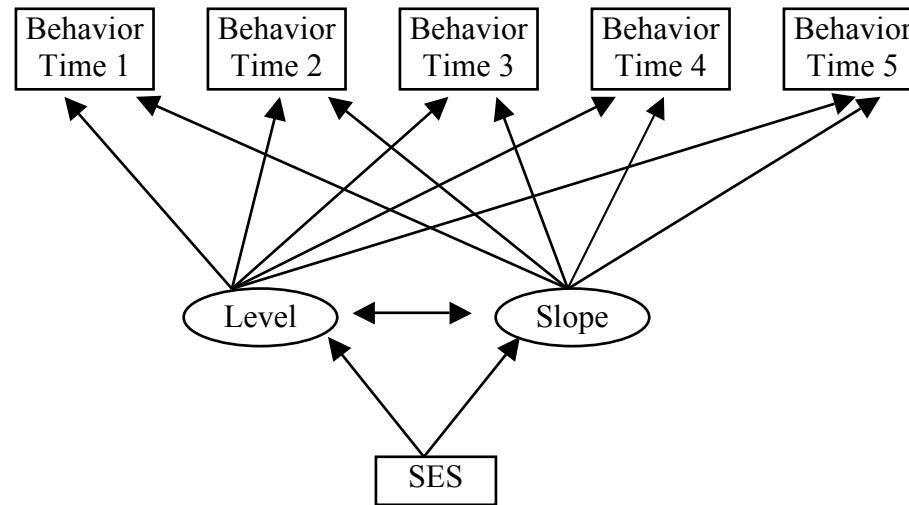 Behavior
Time 1
Behavior
Time 2
Behavior
Time 3
Behavior
Time 4
Behavior
Time 5
Level
Slope
SES